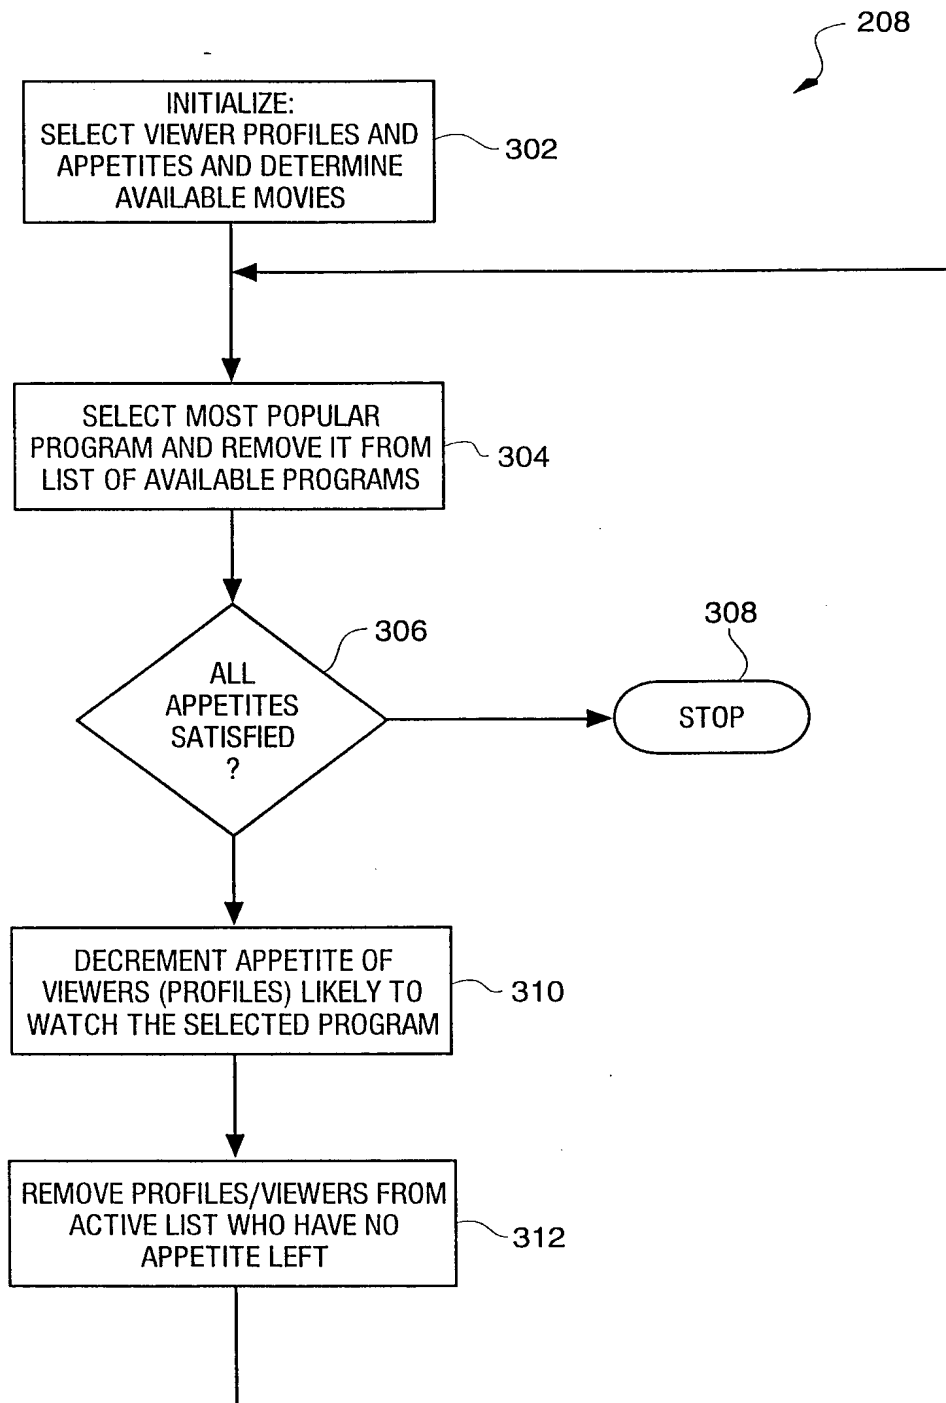 208
INITIALIZE:
SELECT VIEWER PROFILES AND
APPETITES AND DETERMINE
AVAILABLE MOVIES
302
SELECT MOST POPULAR
PROGRAM AND REMOVE IT FROM
LIST OF AVAILABLE PROGRAMS
304
306
308
ALL
APPETITES
SATISFIED
?
STOP
DECREMENT APPETITE OF
VIEWERS (PROFILES) LIKELY TO
WATCH THE SELECTED PROGRAM
310
REMOVE PROFILES/VIEWERS FROM
ACTIVE LIST WHO HAVE NO
APPETITE LEFT
312